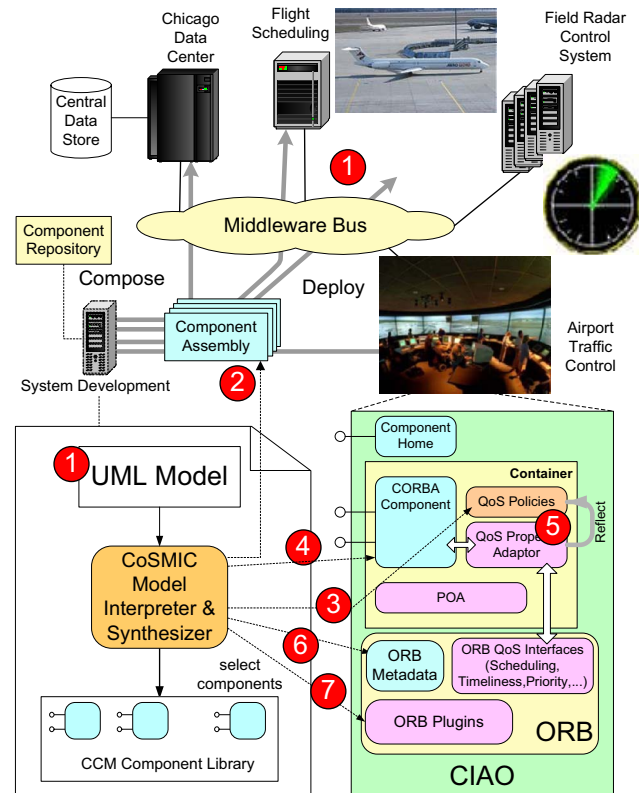 Chicago
Data
Center
Flight
Scheduling
Field Radar
Control
System
Central
Data
Store
1
Middleware Bus
Component
Repository
Compose
Deploy
Component
Assembly
Airport
Traffic
Control
System Development
2
1
UML Model
Component
Home
Container
CORBA
Component
QoS Policies
5
Reflect
QoS
Adaptor
4
CoSMIC
Model
Interpreter &
Synthesizer
3
POA
6
ORB
Metadata
ORB QoS Interfaces
(Scheduling,
Timeliness,Priority,...)
select
components
7
ORB Plugins
ORB
CCM Component Library
CIAO